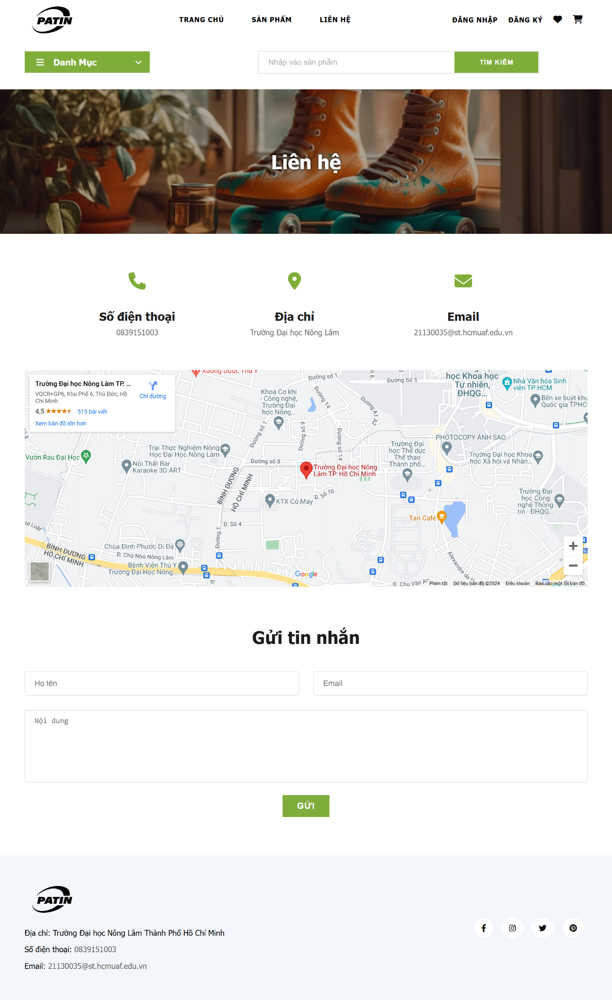 PATIN
TRANG CHỦ
SẢN PHẨM
LIÊN HỆ
ĐĂNG NHẬP
ĐĂNG KÝ
Danh Mục
Nhập vào sản phẩm
TÌM KIẾM
Liên hệ
Số điện thoại
0839151003
Địa chỉ
Trường Đại học Nông Lâm
Email
21130035@st.hcmuaf.edu.vn
Trường Đại học Nông Lâm TP. ...
VQCR+GP6, Khu Phố 6, Thủ Đức, Hồ
Chí Minh
4,5
515 bài viết
Xem bản đồ lớn hơn
Chỉ đường
Xưởng Dược Thú Y
Đường số 1
Đường Số 5
học Khoa học
Tự nhiên,
ĐHQG...
Nhà Văn hóa Sinh
viên TP.HCM
Bến xe buýt khu
Quốc gia TPHC
Khoa Cơ khí
- Công nghệ,
Trường Đại
học Nông...
Đường 14
Đường A1
A2
Đường số 1
Đường số 6
Đường số 14
PHOTOCOPY ÁNH SAO
Trường Đại
học Thể dục
Thể thao
Thành phố...
Trường Đại học Khoa
học Xã hội và Nhân...
Trại Thực Nghiệm Nông
Học Đại Học Nông Lâm
Vườn Rau Đại Học
Nội Thất Bar
Karaoke 3D ART
Đường số 8
Trường Đại học Nông
Lâm TP. Hồ Chí Minh
BÌNH DƯƠNG
HỒ CHÍ MINH
KTX Cỏ May
Đ. Số 10
Trường Đại
học Công
nghệ Thông
tin - ĐHQG...
Tan Cafe
tế Luật
Đ. Số 4
Đường 1
Chùa Định Phước Di Đà
Đ. Chợ Nhỏ Nông Lâm
BÌNH DƯƠNG
HỒ CHÍ MINH
Bệnh Viện Thú Y
Trường Đại Học Nông...
Google
Đ. Chu Văn An
Alexandre de
Phím tắt
Dữ liệu bản đồ ©2024
Điều khoản
Báo cáo một lỗi bản đồ
Gửi tin nhắn
Họ tên
Email
Nội dung
GỬI
PATIN
Địa chỉ: Trường Đại học Nông Lâm Thành Phố Hồ Chí Minh
Số điện thoại: 0839151003
Email: 21130035@st.hcmuaf.edu.vn